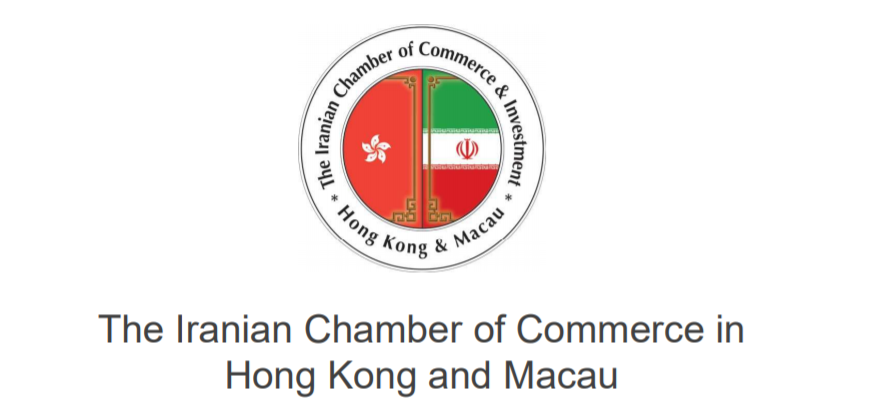 The Iranian Chamber of Commerce & Investment
* Hong Kong & Macau *
The Iranian Chamber of Commerce in
Hong Kong and Macau